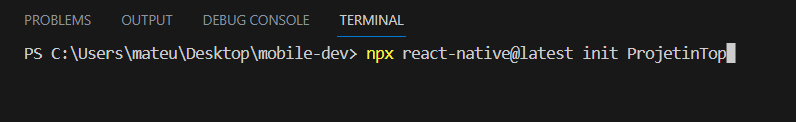 PROBLEMS OUTPUT DEBUG CONSOLE TERMINAL
PS C:\Users\mateu\Desktop\mobile-dev> npx react-native@latest init ProjetinTop